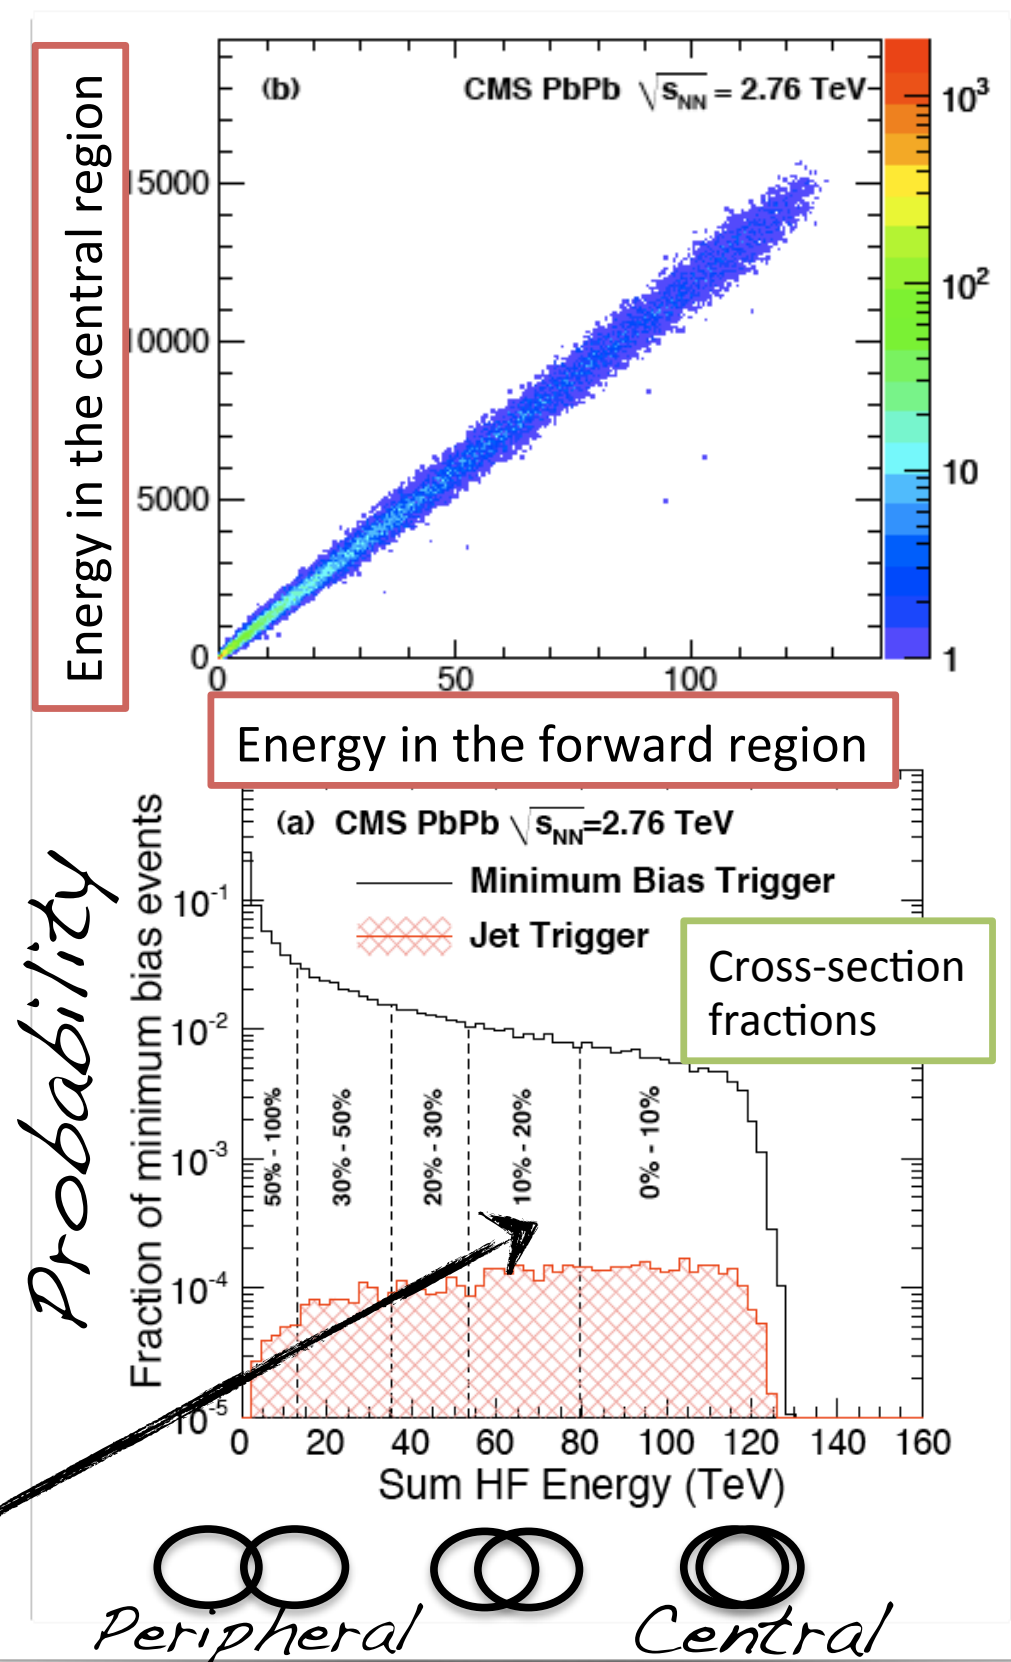 Energy in the central region
(b) CMS PbPb √sNN = 2.76 TeV
15000
10000
5000
0
0 50 100
10³
10²
10
1
Energy in the forward region
Probability
Fraction of minimum bias events
(a) CMS PbPb √sNN=2.76 TeV
Minimum Bias Trigger
Jet Trigger
Cross-section
fractions
10⁻¹
10⁻²
10⁻³
10⁻⁴
10⁻⁵
50% - 100%
30% - 50%
20% - 30%
10% - 20%
0% - 10%
0 20 40 60 80 100 120 140 160
Sum HF Energy (TeV)
Peripheral Central